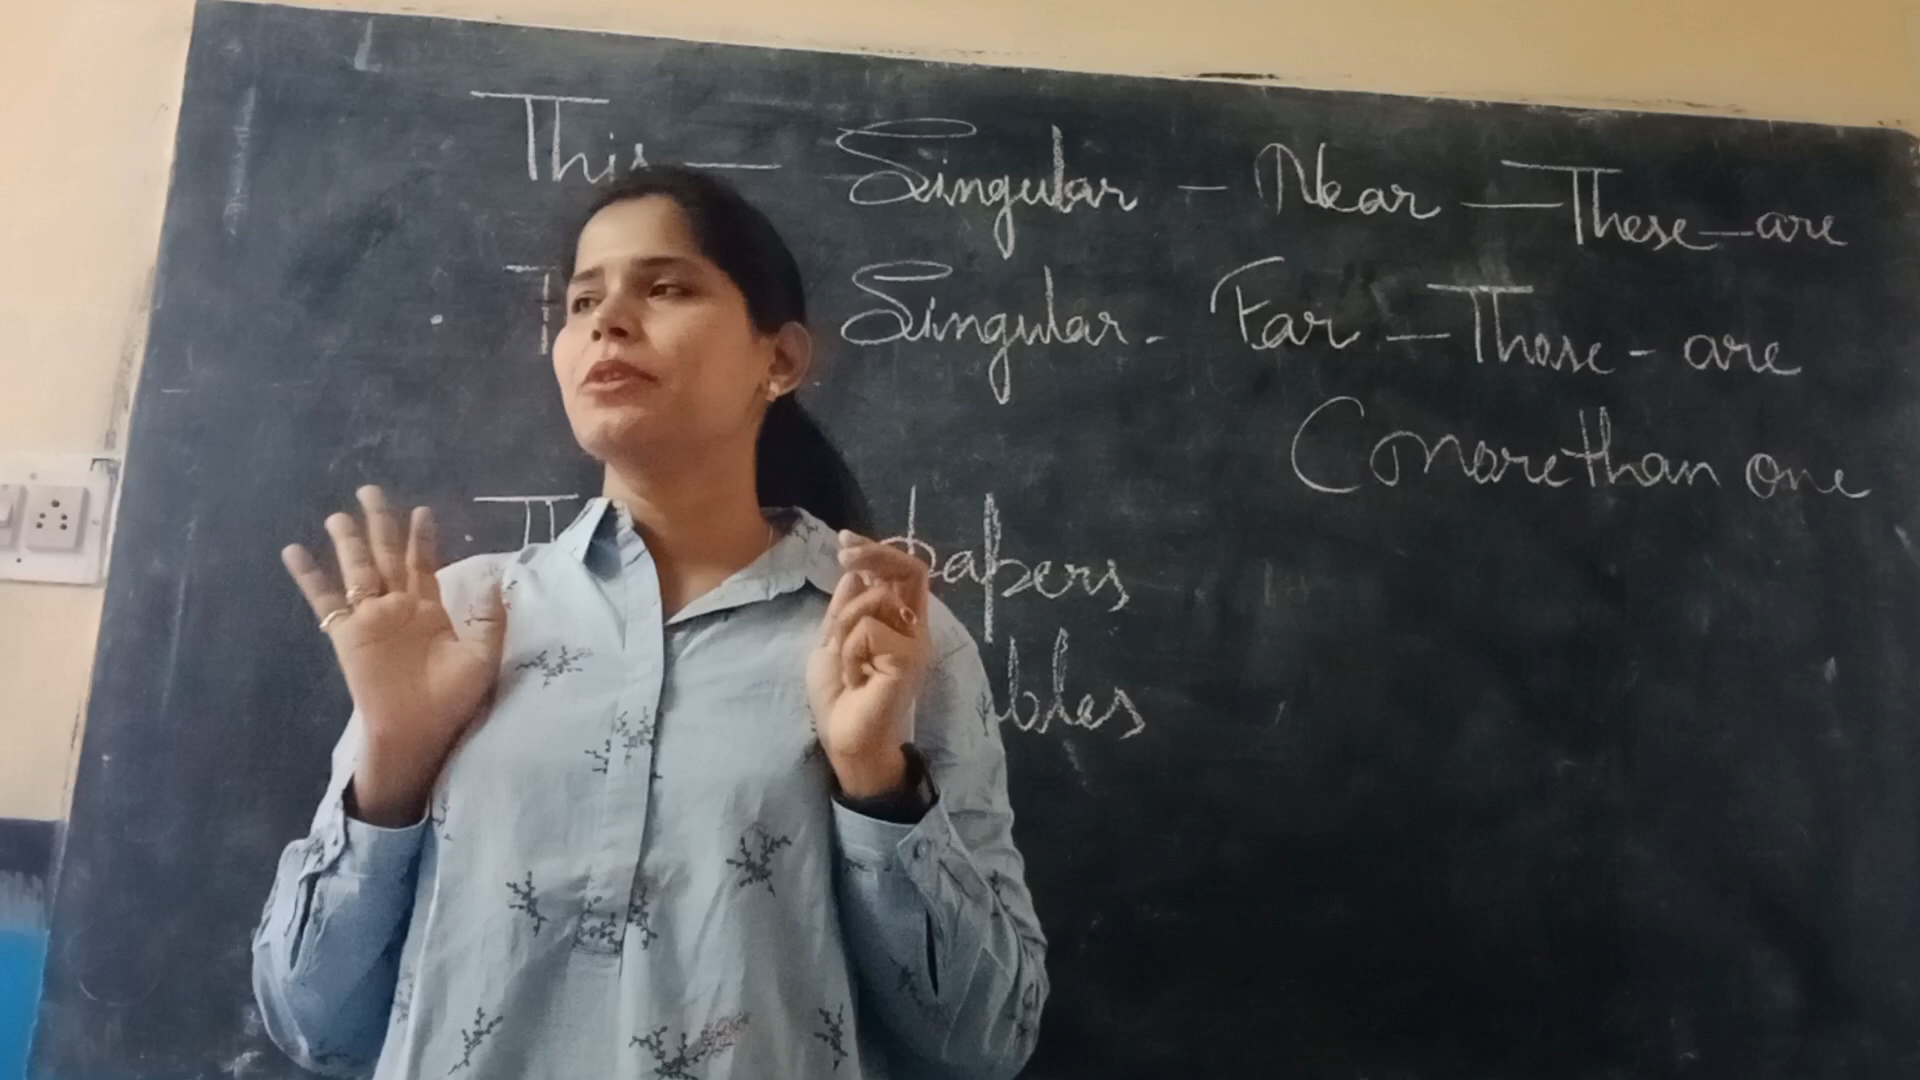 This — Singular - Near — These — are
Singular - Far — Those - are
(more than one
papers